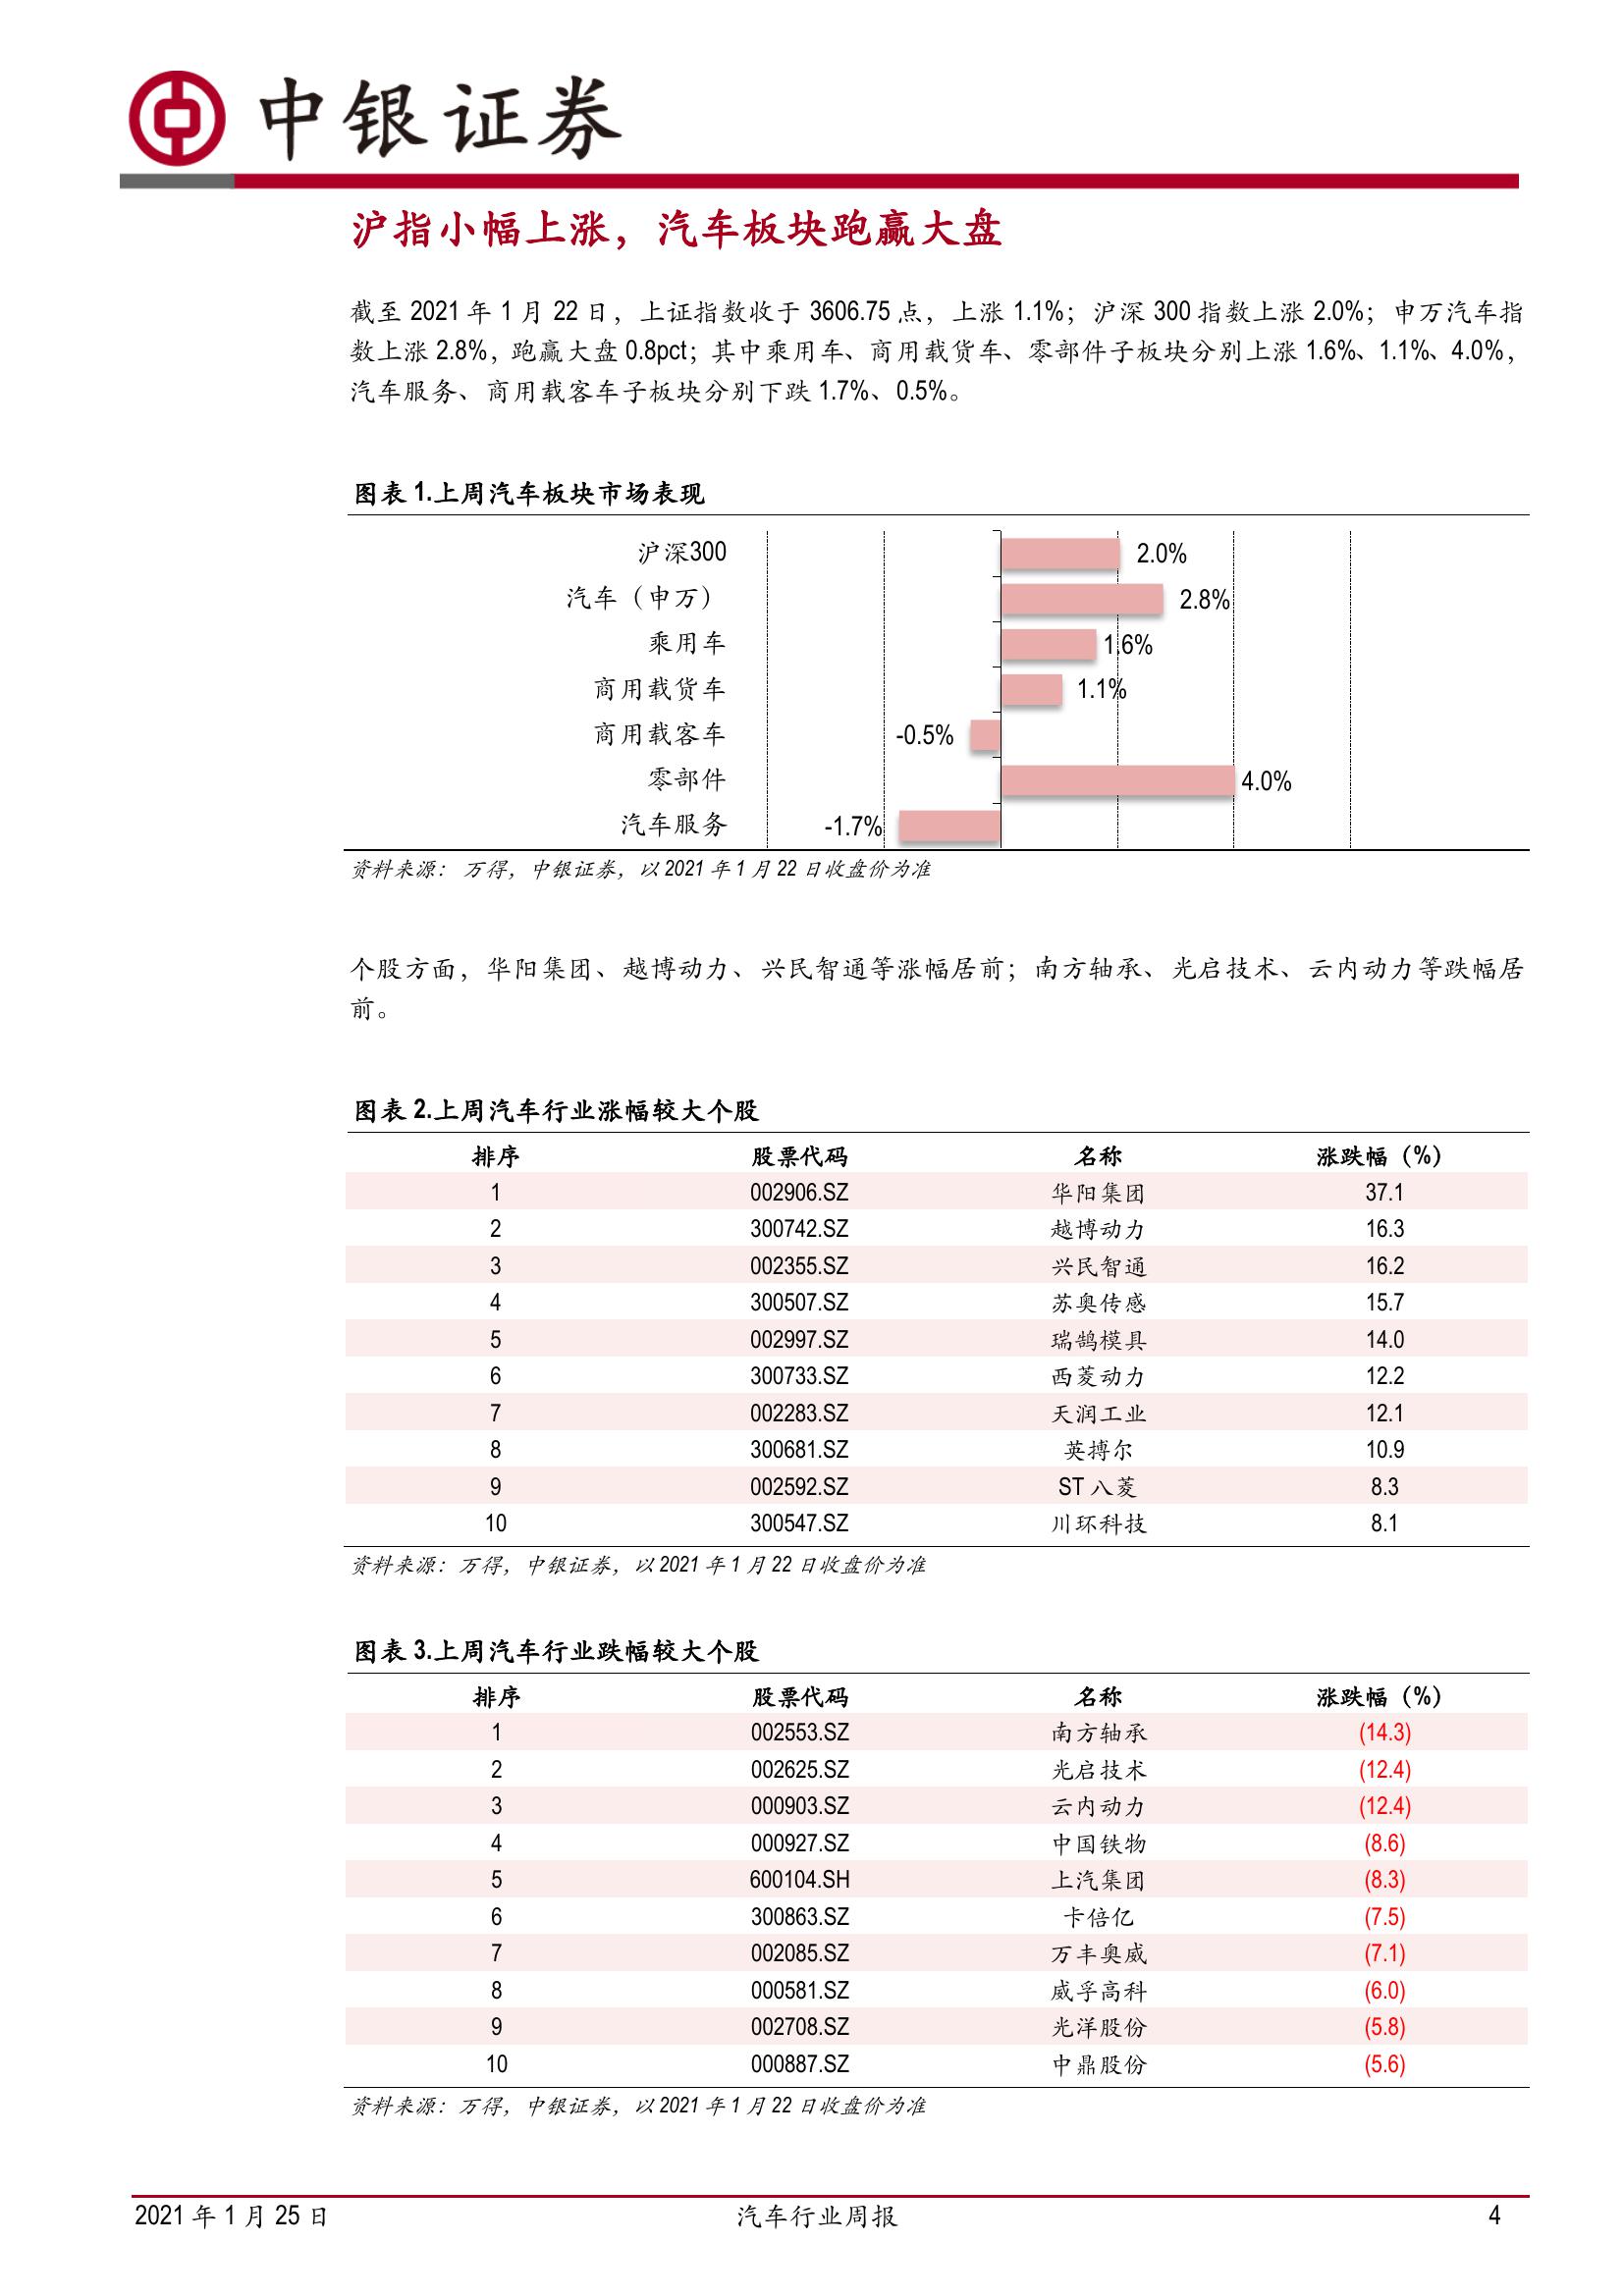 中银证券
沪指小幅上涨，汽车板块跑赢大盘
截至 2021 年 1 月 22 日，上证指数收于 3606.75 点，上涨 1.1%；沪深 300 指数上涨 2.0%；申万汽车指
数上涨 2.8%，跑赢大盘 0.8pct；其中乘用车、商用载货车、零部件子板块分别上涨 1.6%、1.1%、4.0%，
汽车服务、商用载客车子板块分别下跌 1.7%、0.5%。
图表 1.上周汽车板块市场表现
沪深300 2.0%
汽车（申万） 2.8%
乘用车 1.6%
商用载货车 1.1%
商用载客车 -0.5%
零部件 4.0%
汽车服务 -1.7%
资料来源： 万得，中银证券，以 2021 年 1 月 22 日收盘价为准
个股方面，华阳集团、越博动力、兴民智通等涨幅居前；南方轴承、光启技术、云内动力等跌幅居
前。
图表 2.上周汽车行业涨幅较大个股
排序 股票代码 名称 涨跌幅（%）
1 002906.SZ 华阳集团 37.1
2 300742.SZ 越博动力 16.3
3 002355.SZ 兴民智通 16.2
4 300507.SZ 苏奥传感 15.7
5 002997.SZ 瑞鹄模具 14.0
6 300733.SZ 西菱动力 12.2
7 002283.SZ 天润工业 12.1
8 300681.SZ 英搏尔 10.9
9 002592.SZ ST 八菱 8.3
10 300547.SZ 川环科技 8.1
资料来源：万得，中银证券，以 2021 年 1 月 22 日收盘价为准
图表 3.上周汽车行业跌幅较大个股
排序 股票代码 名称 涨跌幅（%）
1 002553.SZ 南方轴承 (14.3)
2 002625.SZ 光启技术 (12.4)
3 000903.SZ 云内动力 (12.4)
4 000927.SZ 中国铁物 (8.6)
5 600104.SH 上汽集团 (8.3)
6 300863.SZ 卡倍亿 (7.5)
7 002085.SZ 万丰奥威 (7.1)
8 000581.SZ 威孚高科 (6.0)
9 002708.SZ 光洋股份 (5.8)
10 000887.SZ 中鼎股份 (5.6)
资料来源：万得，中银证券，以 2021 年 1 月 22 日收盘价为准
2021 年 1 月 25 日 汽车行业周报 4